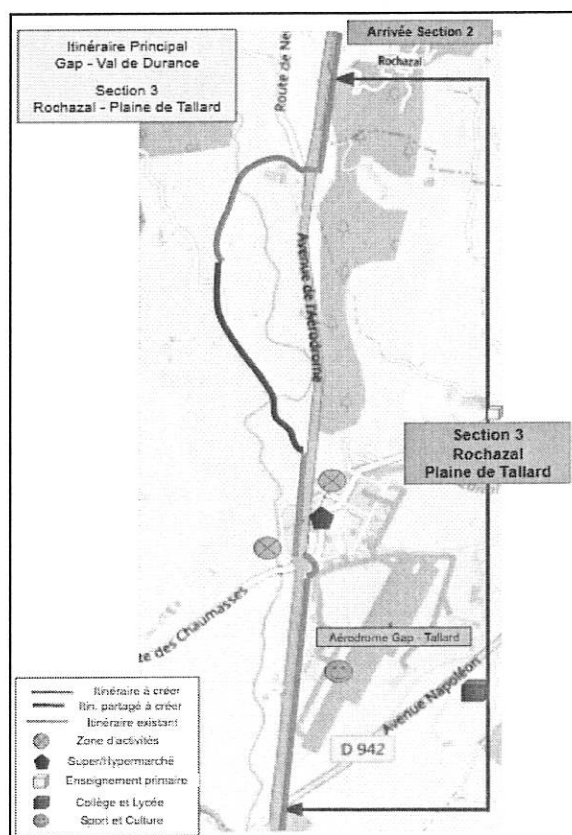 Itinéraire Principal
Gap - Val de Durance
Section 3
Rochazal - Plaine de Tallard
Arrivée Section 2
Rochazal
Route de Ne
Avenue de l'Aérodrome
Section 3
Rochazal
Plaine de Tallard
te des Chaumasses
Aérodrome Gap - Tallard
Avenue Napoléon
D 942
Itinéraire à créer
Itin. partagé à créer
Itinéraire existant
Zone d'activités
Super/Hypermarché
Enseignement primaire
Collège et Lycée
Sport et Culture